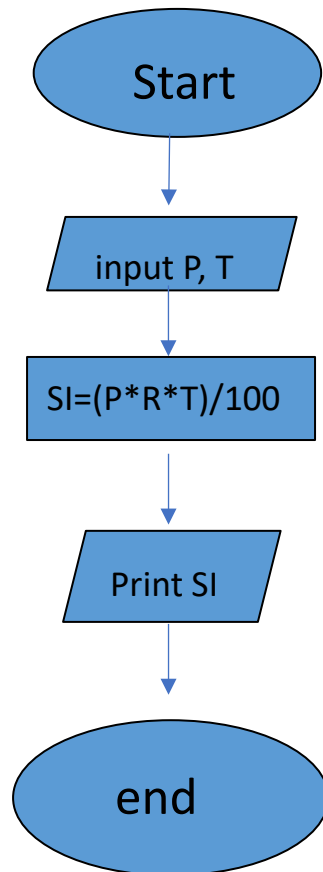 Start
input P, T
SI=(P*R*T)/100
Print SI
end